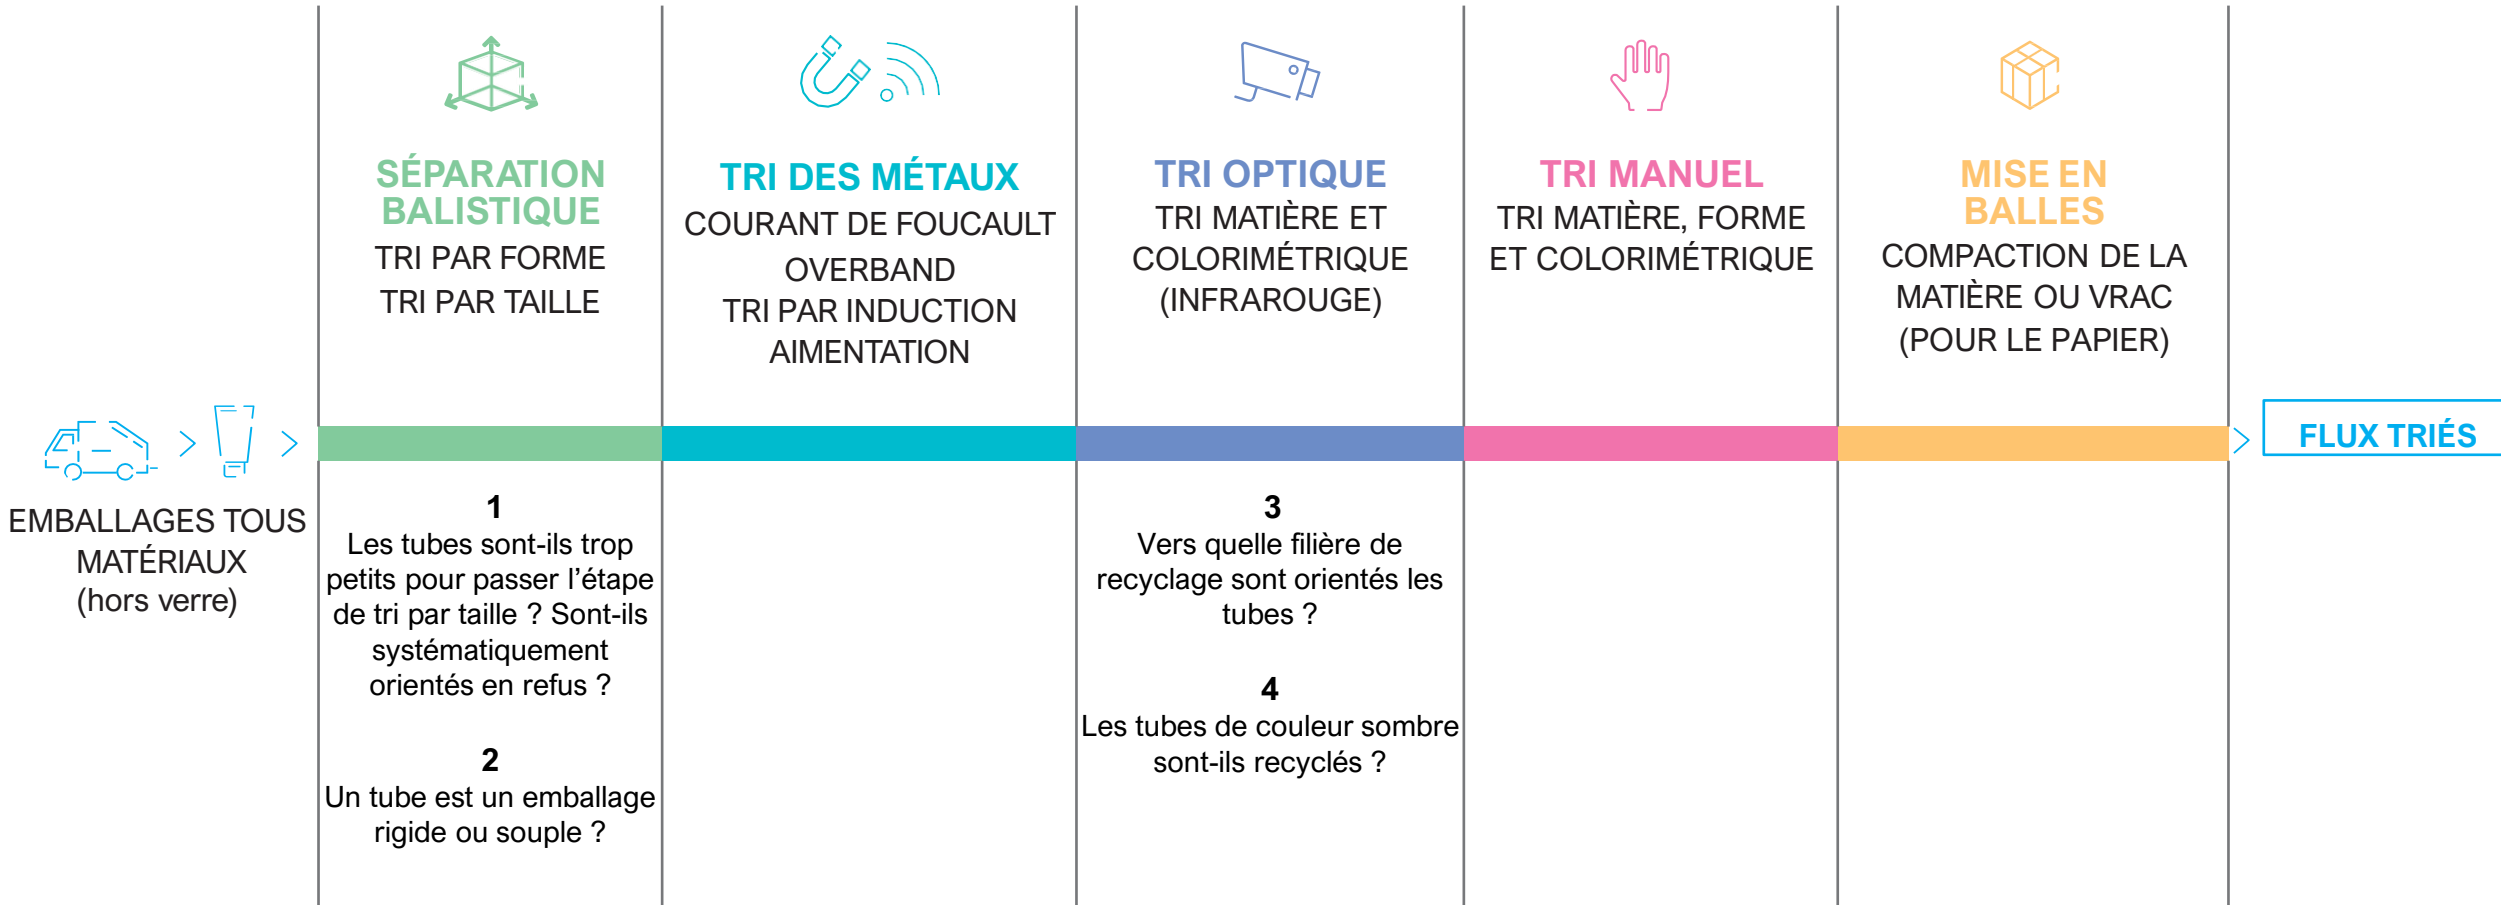 EMBALLAGES TOUS
MATÉRIAUX
(hors verre)
SÉPARATION
BALISTIQUE
TRI PAR FORME
TRI PAR TAILLE
1
Les tubes sont-ils trop
petits pour passer l’étape
de tri par taille ? Sont-ils
systématiquement
orientés en refus ?
2
Un tube est un emballage
rigide ou souple ?
TRI DES MÉTAUX
COURANT DE FOUCAULT
OVERBAND
TRI PAR INDUCTION
AIMENTATION
TRI OPTIQUE
TRI MATIÈRE ET
COLORIMÉTRIQUE
(INFRAROUGE)
3
Vers quelle filière de
recyclage sont orientés les
tubes ?
4
Les tubes de couleur sombre
sont-ils recyclés ?
TRI MANUEL
TRI MATIÈRE, FORME
ET COLORIMÉTRIQUE
MISE EN
BALLES
COMPACTION DE LA
MATIÈRE OU VRAC
(POUR LE PAPIER)
FLUX TRIÉS